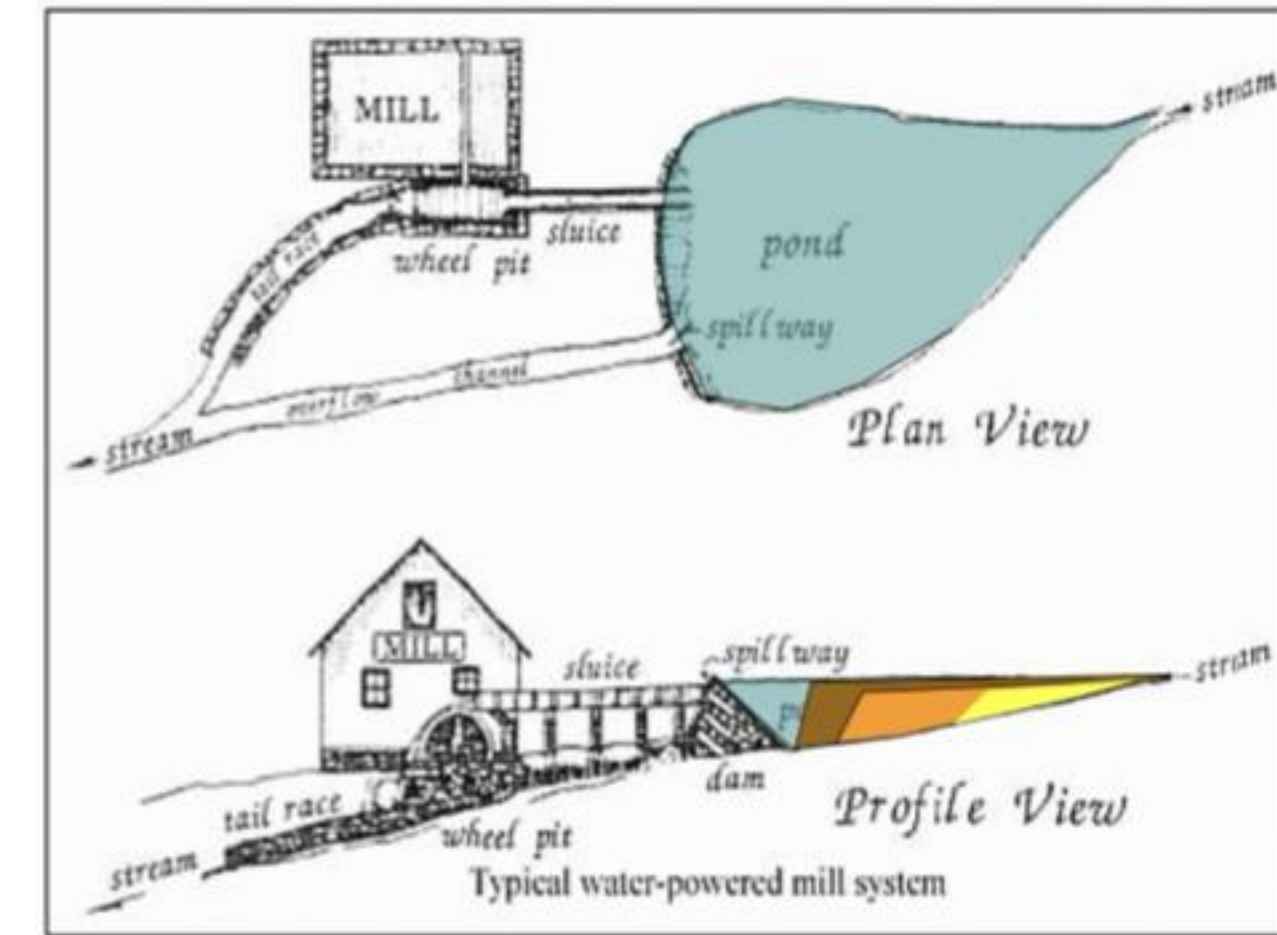 MILL
stream
sluice
pond
tail race
wheel pit
spillway
overflow channel
Plan View
stream
MILL
sluice
spillway
stream
dam
Profile View
tail race
wheel pit
stream
Typical water-powered mill system